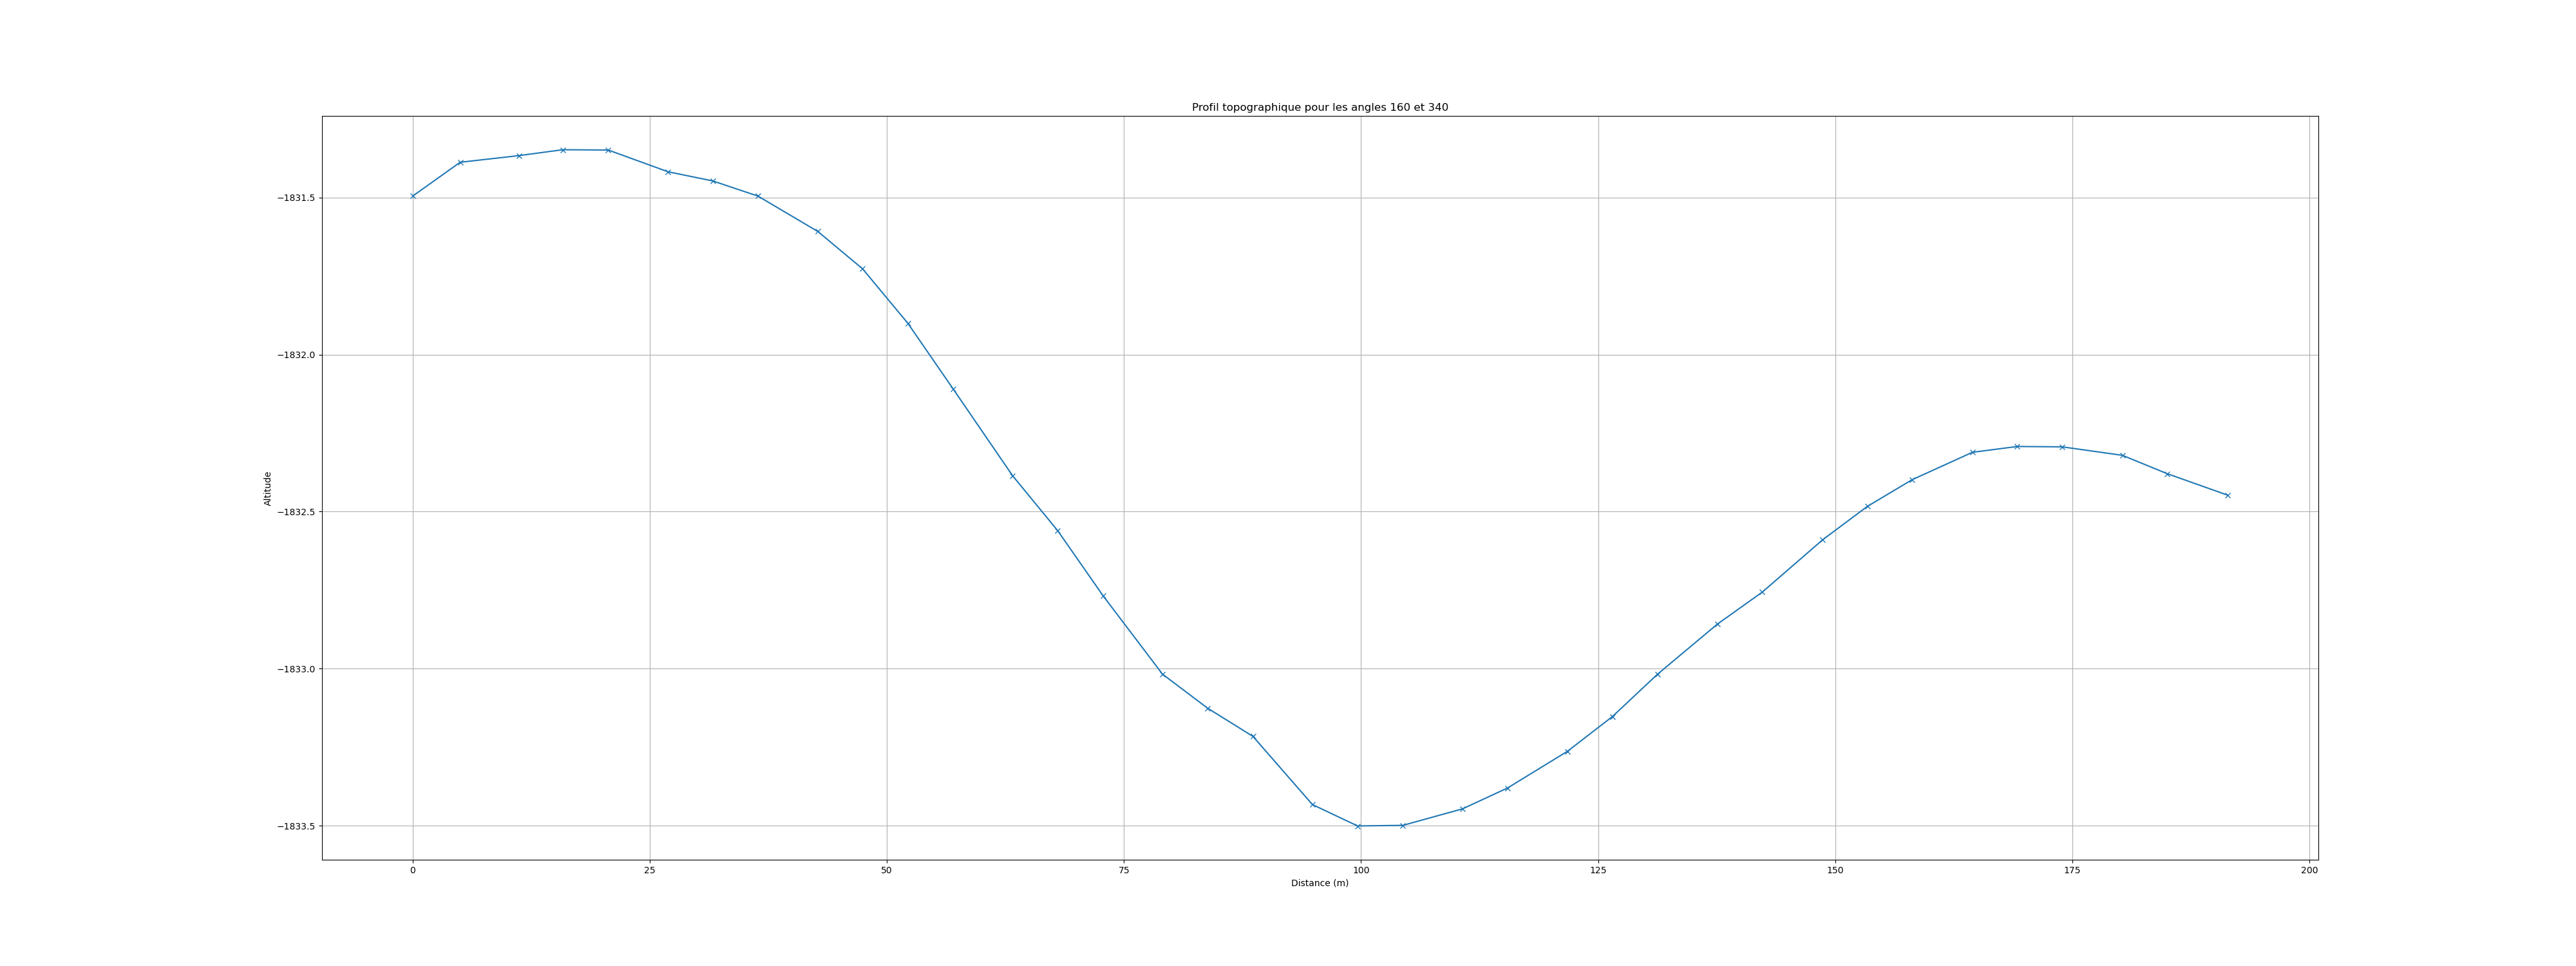 Profil topographique pour les angles 160 et 340
Altitude
−1831.5
−1832.0
−1832.5
−1833.0
−1833.5
0 25 50 75 100 125 150 175 200
Distance (m)